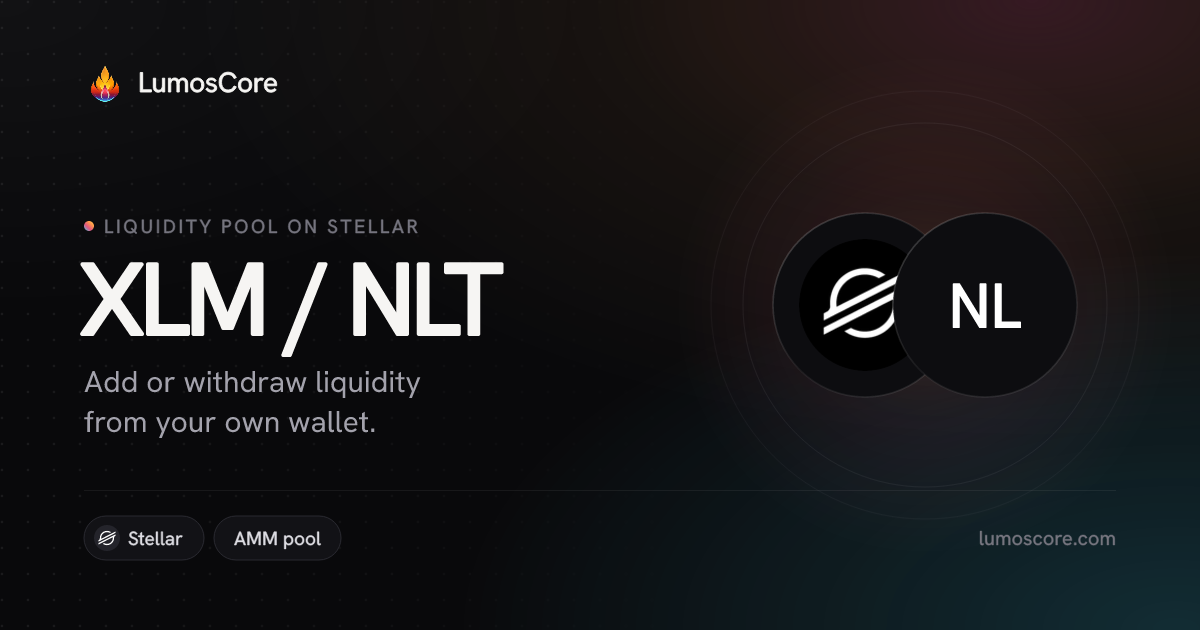 LumosCore
LIQUIDITY POOL ON STELLAR
XLM / NLT
Add or withdraw liquidity
from your own wallet.
NL
Stellar
AMM pool
lumoscore.com